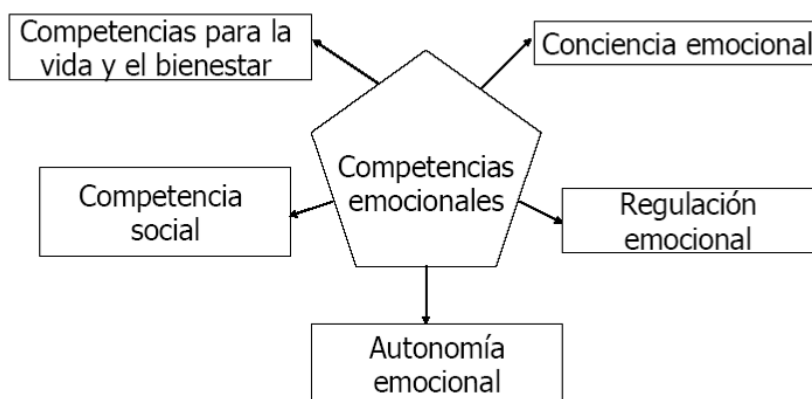 Competencias para la
vida y el bienestar
Conciencia emocional
Competencias
emocionales
Competencia
social
Regulación
emocional
Autonomía
emocional